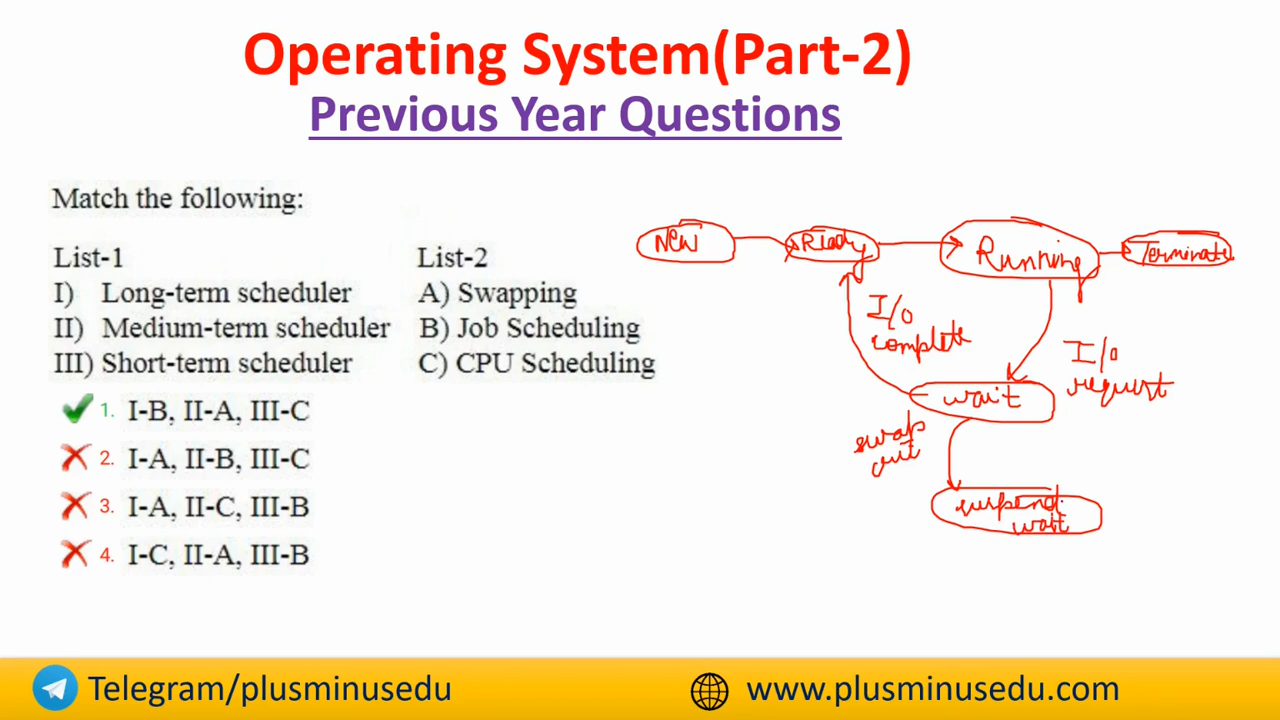 Operating System(Part-2)
Previous Year Questions
Match the following:
List-1
I) Long-term scheduler
II) Medium-term scheduler
III) Short-term scheduler
List-2
A) Swapping
B) Job Scheduling
C) CPU Scheduling
1. I-B, II-A, III-C
2. I-A, II-B, III-C
3. I-A, II-C, III-B
4. I-C, II-A, III-B
New
Ready
Running
Terminate
I/o
complete
I/o
request
wait
swap
out
suspend
wait
Telegram/plusminusedu
www.plusminusedu.com